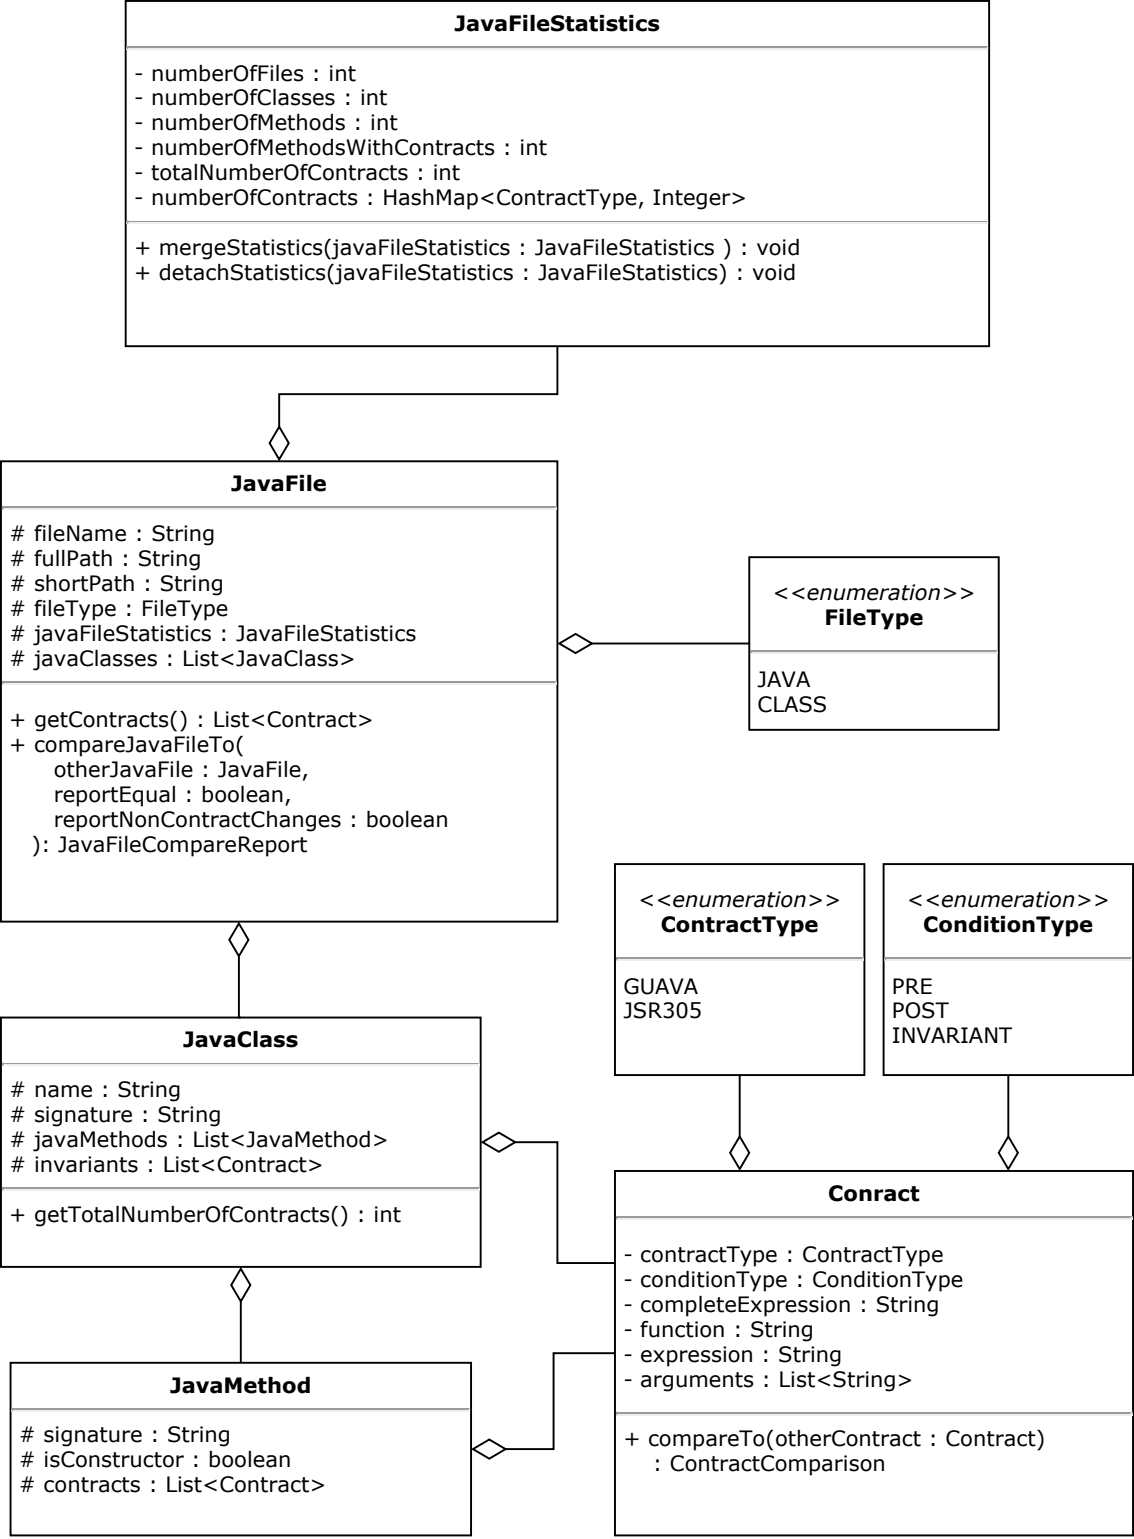 JavaFileStatistics
- numberOfFiles : int
- numberOfClasses : int
- numberOfMethods : int
- numberOfMethodsWithContracts : int
- totalNumberOfContracts : int
- numberOfContracts : HashMap<ContractType, Integer>
+ mergeStatistics(javaFileStatistics : JavaFileStatistics ) : void
+ detachStatistics(javaFileStatistics : JavaFileStatistics) : void
JavaFile
# fileName : String
# fullPath : String
# shortPath : String
# fileType : FileType
# javaFileStatistics : JavaFileStatistics
# javaClasses : List<JavaClass>
+ getContracts() : List<Contract>
+ compareJavaFileTo(
otherJavaFile : JavaFile,
reportEqual : boolean,
reportNonContractChanges : boolean
): JavaFileCompareReport
<<enumeration>>
FileType
JAVA
CLASS
<<enumeration>>
ContractType
GUAVA
JSR305
<<enumeration>>
ConditionType
PRE
POST
INVARIANT
JavaClass
# name : String
# signature : String
# javaMethods : List<JavaMethod>
# invariants : List<Contract>
+ getTotalNumberOfContracts() : int
Conract
- contractType : ContractType
- conditionType : ConditionType
- completeExpression : String
- function : String
- expression : String
- arguments : List<String>
+ compareTo(otherContract : Contract)
: ContractComparison
JavaMethod
# signature : String
# isConstructor : boolean
# contracts : List<Contract>